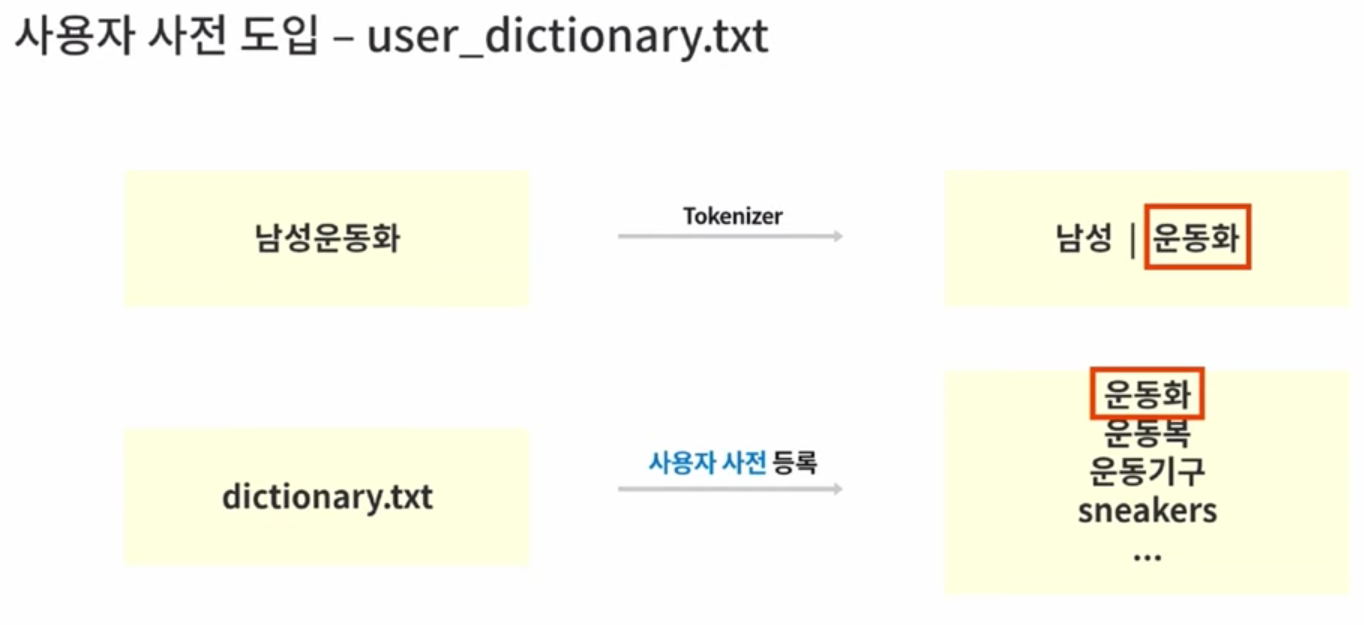 사용자 사전 도입 – user_dictionary.txt
남성운동화
Tokenizer
남성 | 운동화
dictionary.txt
사용자 사전 등록
운동화
운동복
운동기구
sneakers
...